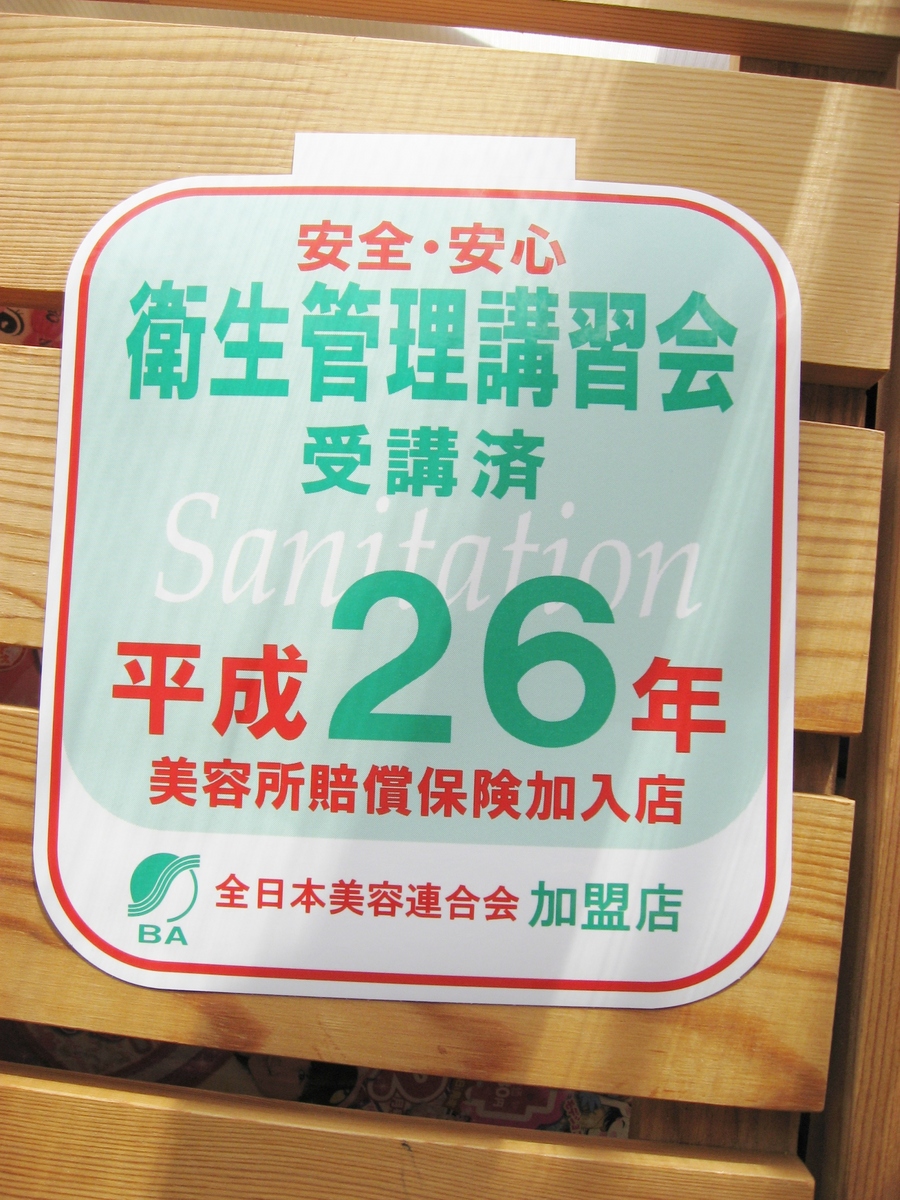 安全・安心
衛生管理講習会
受講済
Sanitation
平成26年
美容所賠償保険加入店
BA
全日本美容連合会 加盟店